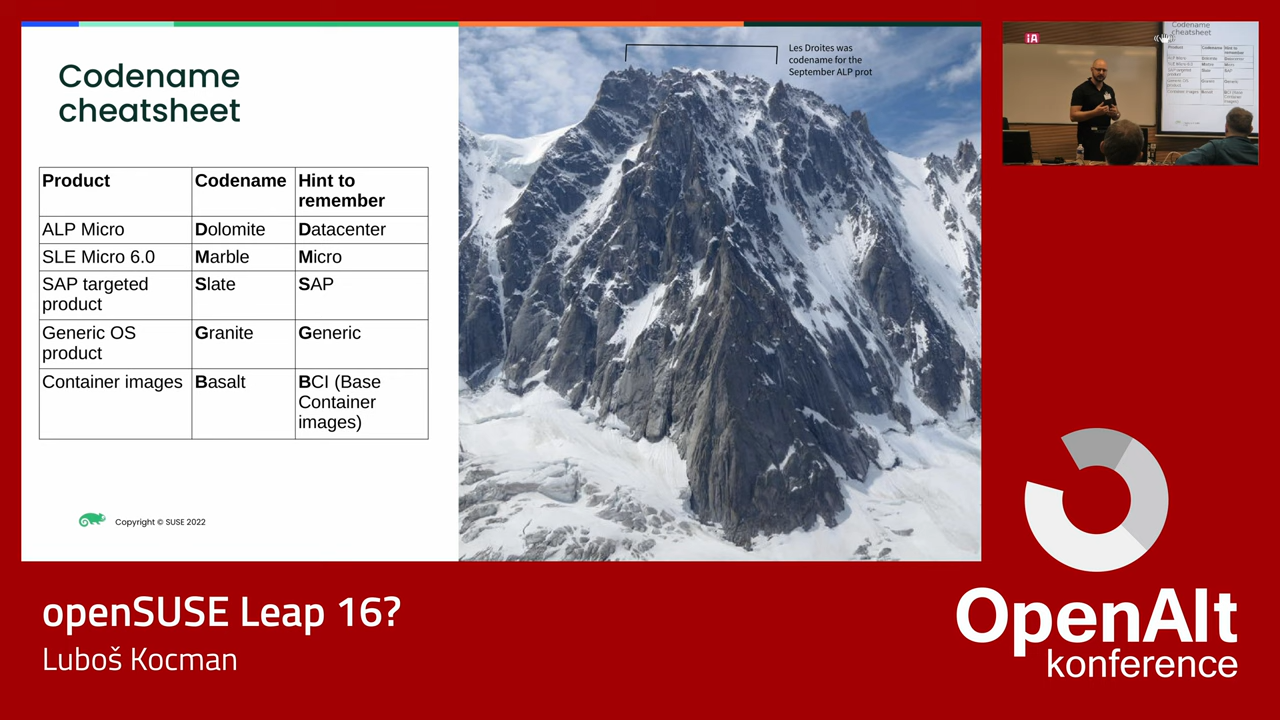 Codename
cheatsheet
Product Codename Hint to
remember
ALP Micro Dolomite Datacenter
SLE Micro 6.0 Marble Micro
SAP targeted
product Slate SAP
Generic OS
product Granite Generic
Container images Basalt BCI (Base
Container
images)
Copyright © SUSE 2022
Les Droites was
codename for the
September ALP prot
Codename
cheatsheet
openSUSE Leap 16?
Luboš Kocman
OpenAlt
konference